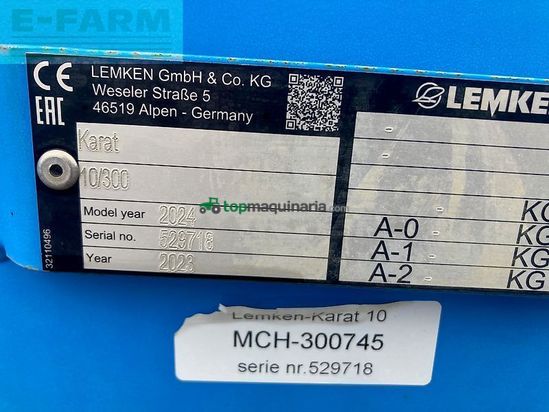 E-FARM
CE
EAC
LEMKEN GmbH & Co. KG
Weseler Straße 5
46519 Alpen - Germany
LEMKEN
Karat
10/300
Model year 2024
Serial no. 529718
Year 2023
32110496
topmaquinaria.com
KG
A-0 - KG
A-1 - KG
A-2 - KG
Lemken-Karat 10
MCH-300745
serie nr.529718